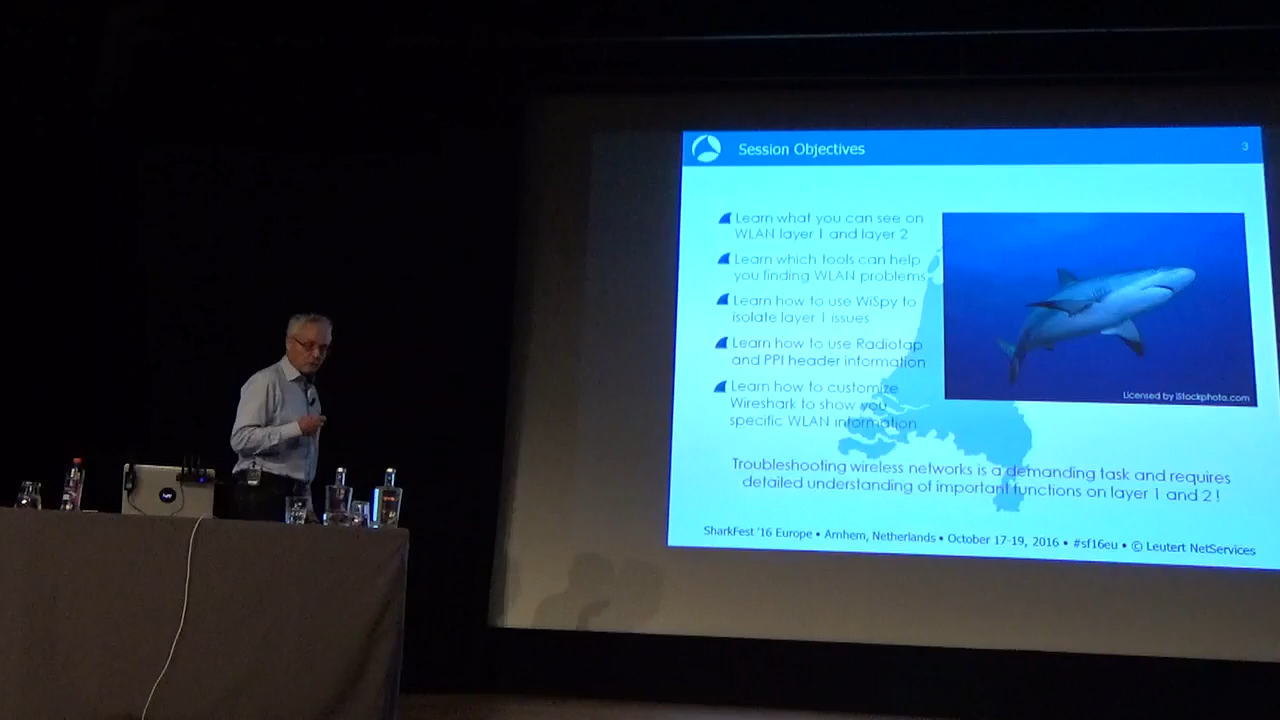 Session Objectives
3
Learn what you can see on
WLAN layer 1 and layer 2
Learn which tools can help
you finding WLAN problems
Learn how to use WiSpy to
isolate layer 1 issues
Learn how to use Radiotap
and PPI header information
Learn how to customize
Wireshark to show you
specific WLAN information
Licensed by iStockphoto.com
Troubleshooting wireless networks is a demanding task and requires
detailed understanding of important functions on layer 1 and 2 !
SharkFest '16 Europe • Arnhem, Netherlands • October 17-19, 2016 • #sf16eu • © Leutert NetServices